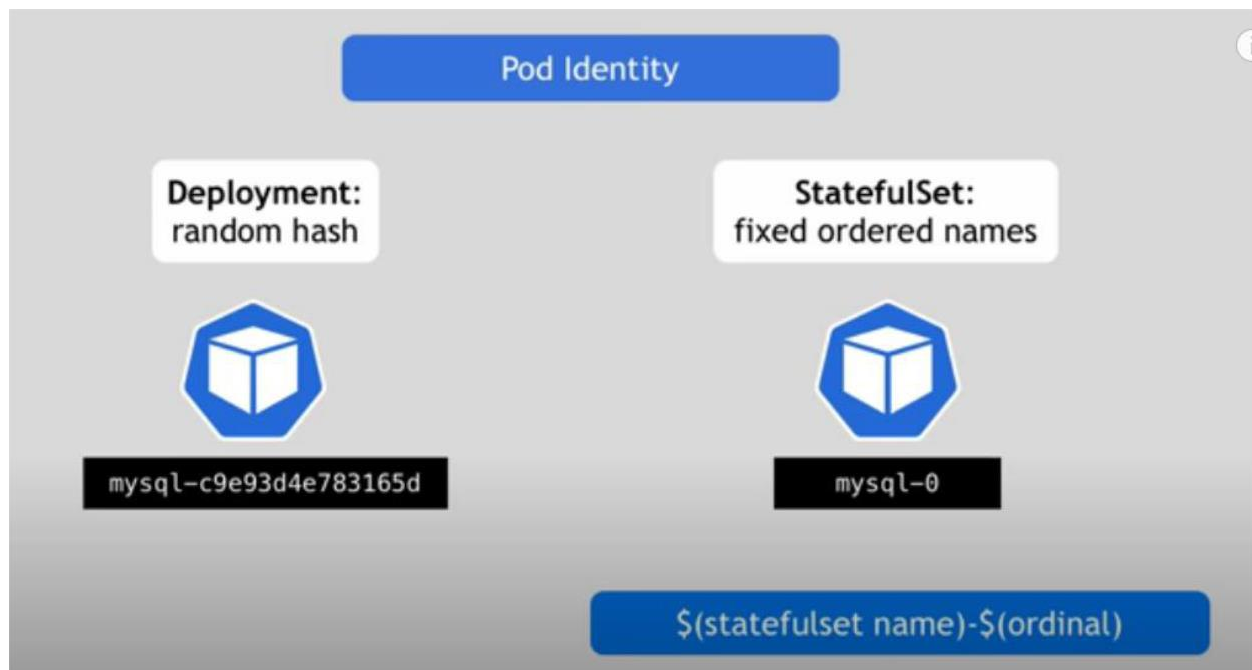 Pod Identity
Deployment:
random hash
StatefulSet:
fixed ordered names
mysql-c9e93d4e783165d
mysql-0
$(statefulset name)-$(ordinal)